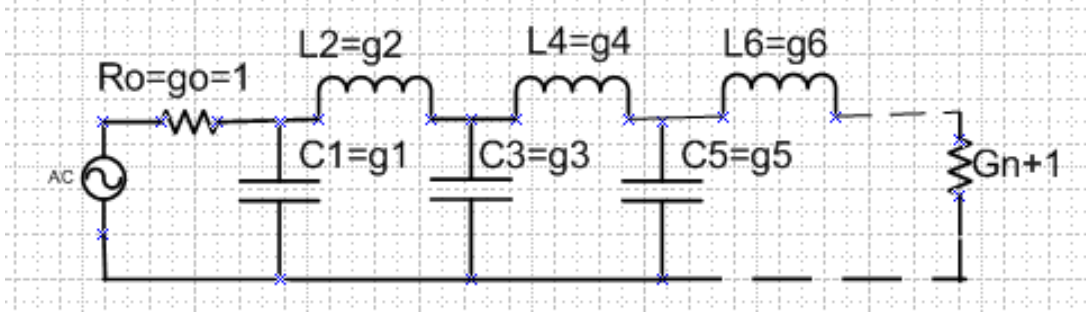 L2=g2
L4=g4
L6=g6
Ro=go=1
C1=g1
C3=g3
C5=g5
Gn+1
AC